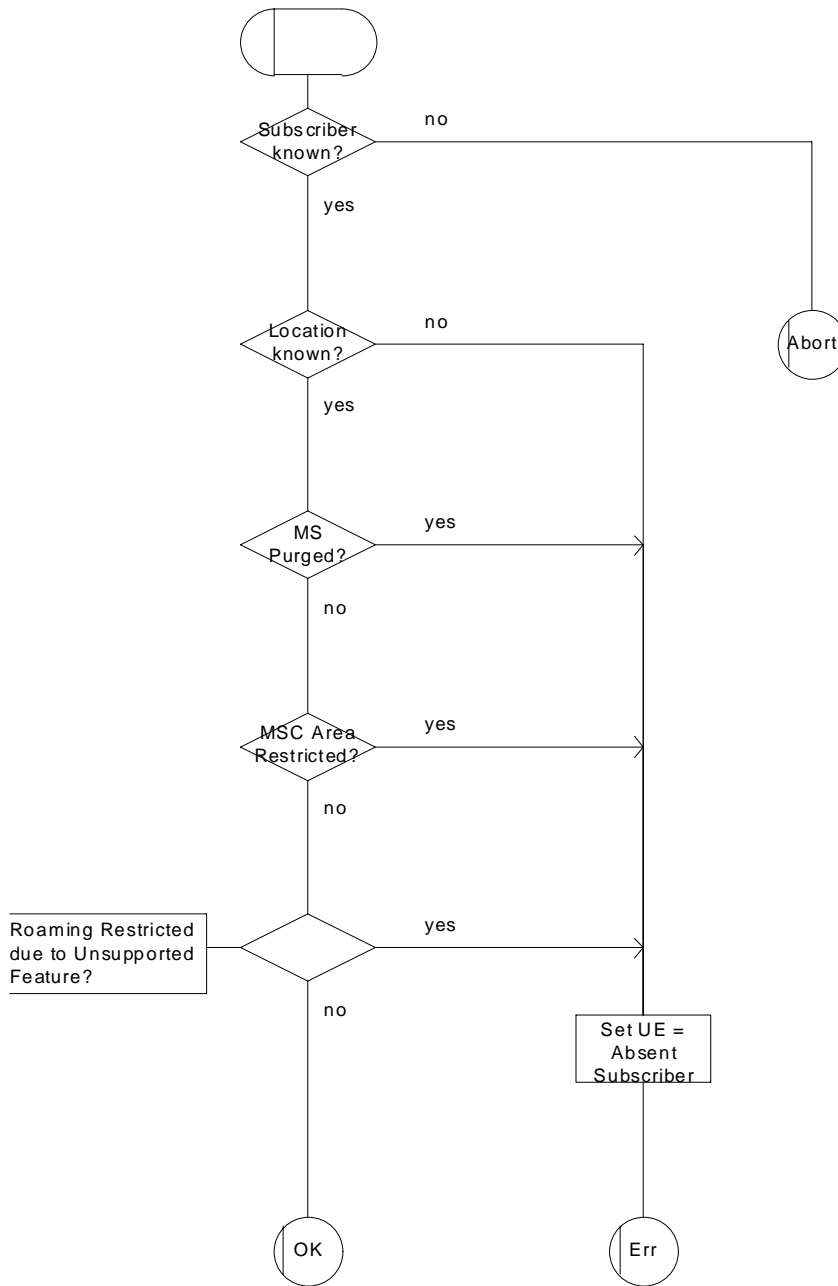 Subscriber
known?
no
yes
Location
known?
no
Abort
yes
MS
Purged?
yes
no
MSC Area
Restricted?
yes
no
Roaming Restricted
due to Unsupported
Feature?
yes
no
Set UE =
Absent
Subscriber
OK
Err